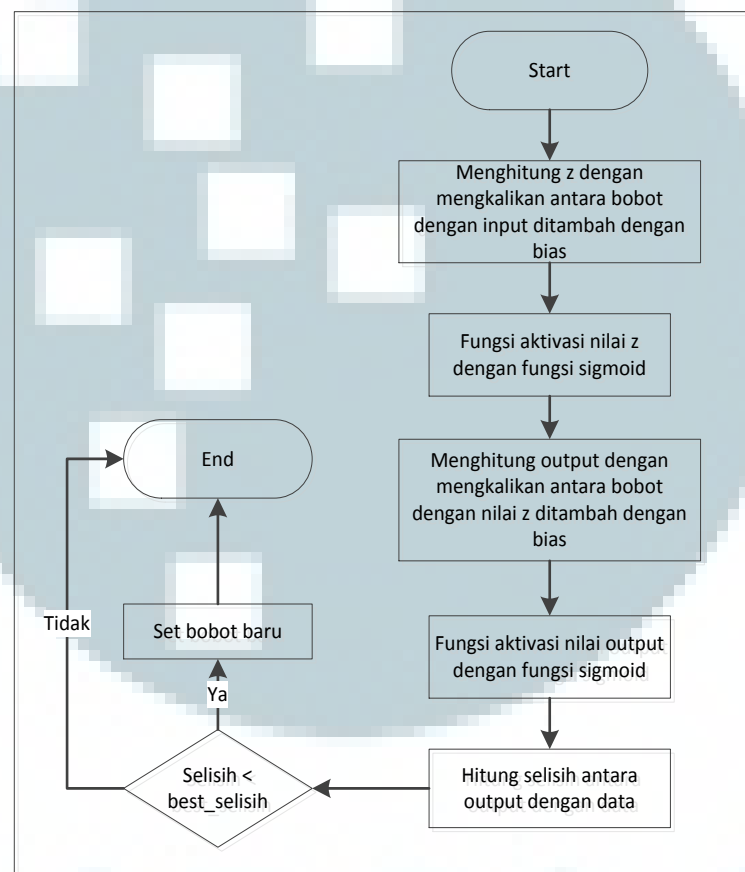 Start
Menghitung z dengan
mengkalikan antara bobot
dengan input ditambah dengan
bias
Fungsi aktivasi nilai z
dengan fungsi sigmoid
Menghitung output dengan
mengkalikan antara bobot
dengan nilai z ditambah dengan
bias
Fungsi aktivasi nilai output
dengan fungsi sigmoid
Hitung selisih antara
output dengan data
Selisih <
best_selisih
Ya
Tidak
Set bobot baru
End